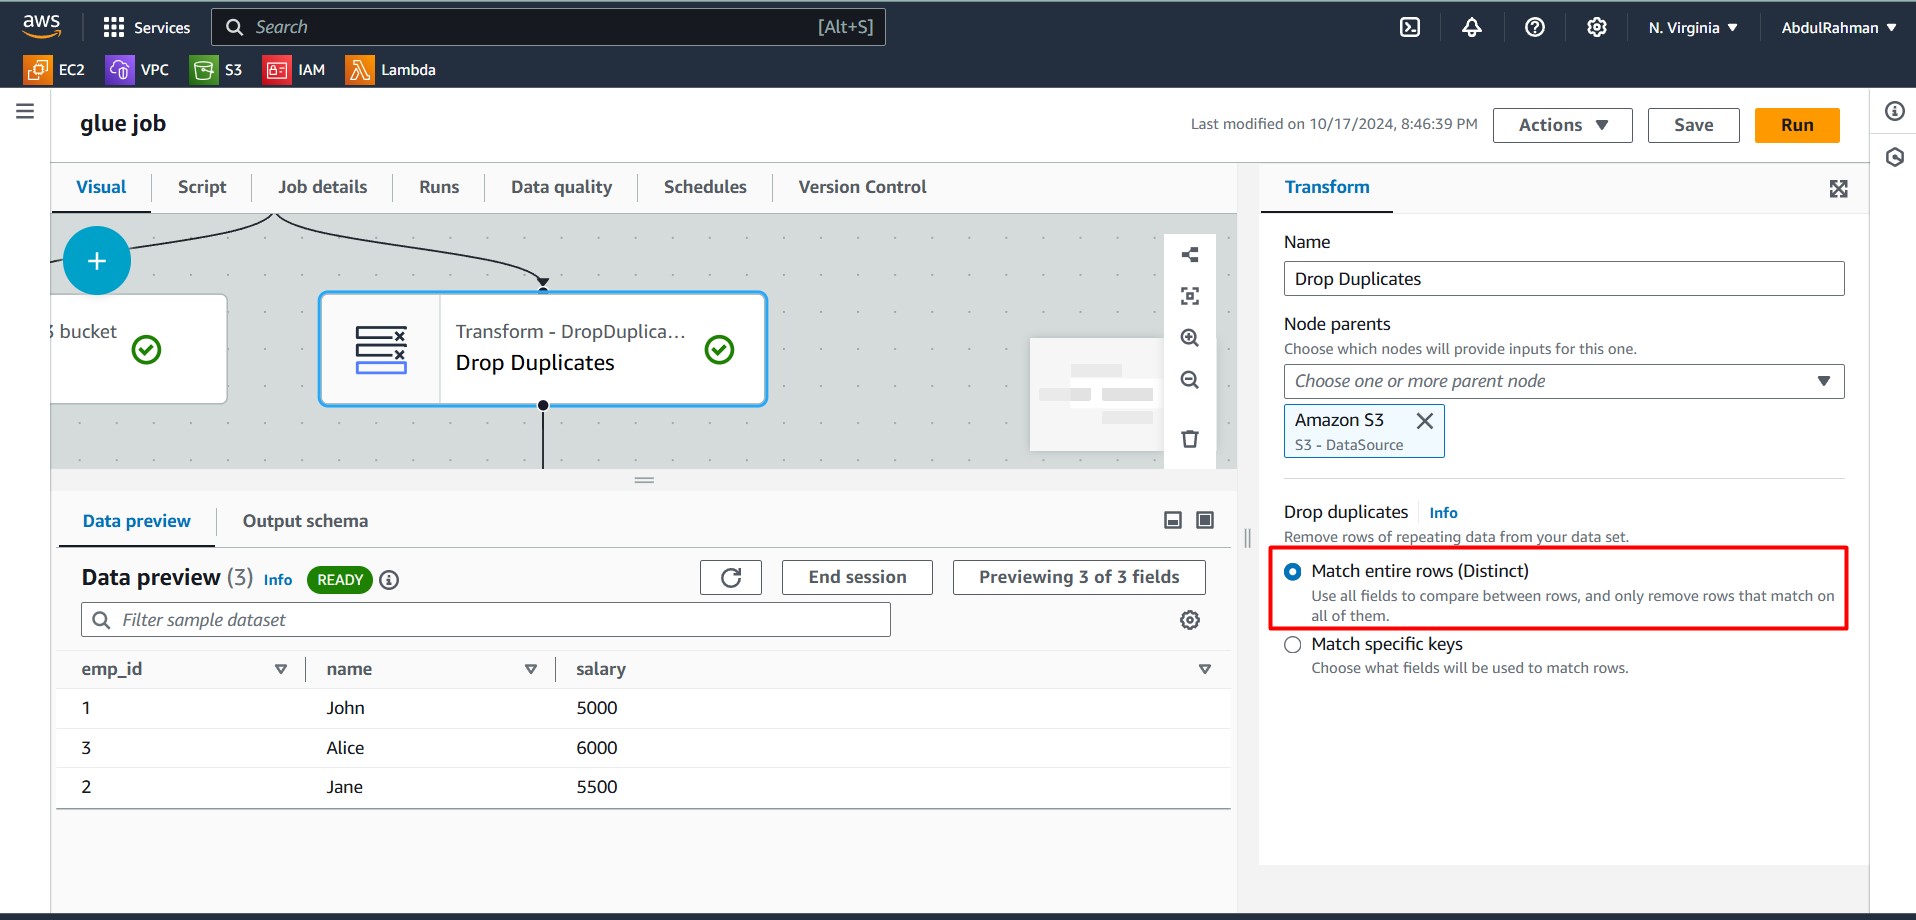 aws
Services
Search
[Alt+S]
N. Virginia
AbdulRahman
EC2
VPC
S3
IAM
Lambda
glue job
Last modified on 10/17/2024, 8:46:39 PM
Actions
Save
Run
Visual
Script
Job details
Runs
Data quality
Schedules
Version Control
bucket
Transform - DropDuplica...
Drop Duplicates
Transform
Name
Drop Duplicates
Node parents
Choose which nodes will provide inputs for this one.
Choose one or more parent node
Amazon S3
S3 - DataSource
Drop duplicates
Info
Remove rows of repeating data from your data set.
Match entire rows (Distinct)
Use all fields to compare between rows, and only remove rows that match on
all of them.
Match specific keys
Choose what fields will be used to match rows.
Data preview
Output schema
Data preview (3)
Info
READY
End session
Previewing 3 of 3 fields
Filter sample dataset
emp_id name salary
1 John 5000
3 Alice 6000
2 Jane 5500